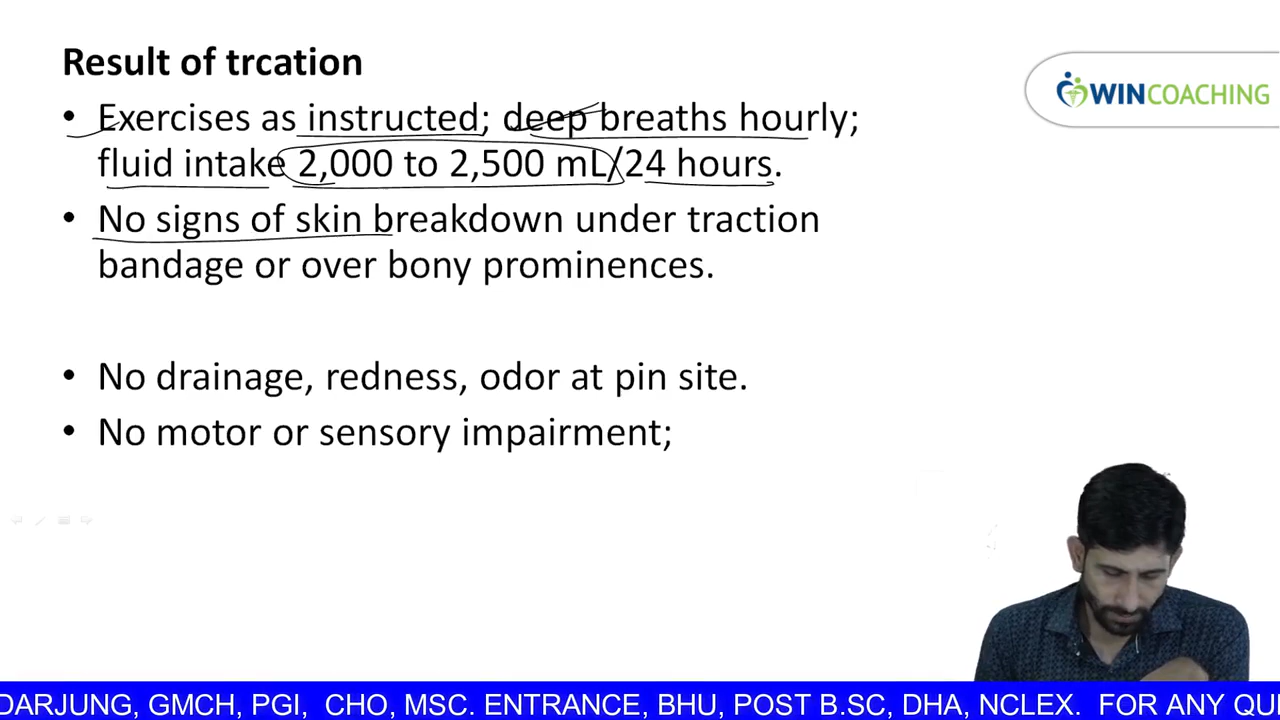 Result of trcation
WINCOACHING
• Exercises as instructed; deep breaths hourly;
fluid intake 2,000 to 2,500 mL/24 hours.
• No signs of skin breakdown under traction
bandage or over bony prominences.
• No drainage, redness, odor at pin site.
• No motor or sensory impairment;
DARJUNG, GMCH, PGI, CHO, MSC. ENTRANCE, BHU, POST B.SC, DHA, NCLEX. FOR ANY QU